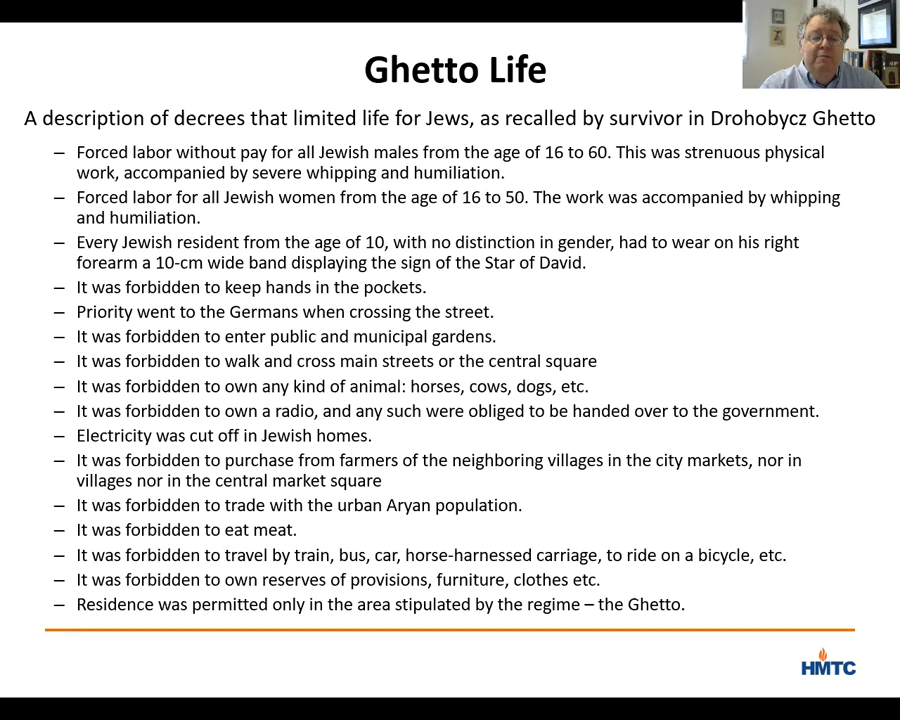 Ghetto Life
A description of decrees that limited life for Jews, as recalled by survivor in Drohobycz Ghetto
– Forced labor without pay for all Jewish males from the age of 16 to 60. This was strenuous physical
work, accompanied by severe whipping and humiliation.
– Forced labor for all Jewish women from the age of 16 to 50. The work was accompanied by whipping
and humiliation.
– Every Jewish resident from the age of 10, with no distinction in gender, had to wear on his right
forearm a 10-cm wide band displaying the sign of the Star of David.
– It was forbidden to keep hands in the pockets.
– Priority went to the Germans when crossing the street.
– It was forbidden to enter public and municipal gardens.
– It was forbidden to walk and cross main streets or the central square
– It was forbidden to own any kind of animal: horses, cows, dogs, etc.
– It was forbidden to own a radio, and any such were obliged to be handed over to the government.
– Electricity was cut off in Jewish homes.
– It was forbidden to purchase from farmers of the neighboring villages in the city markets, nor in
villages nor in the central market square
– It was forbidden to trade with the urban Aryan population.
– It was forbidden to eat meat.
– It was forbidden to travel by train, bus, car, horse-harnessed carriage, to ride on a bicycle, etc.
– It was forbidden to own reserves of provisions, furniture, clothes etc.
– Residence was permitted only in the area stipulated by the regime – the Ghetto.
HMTC